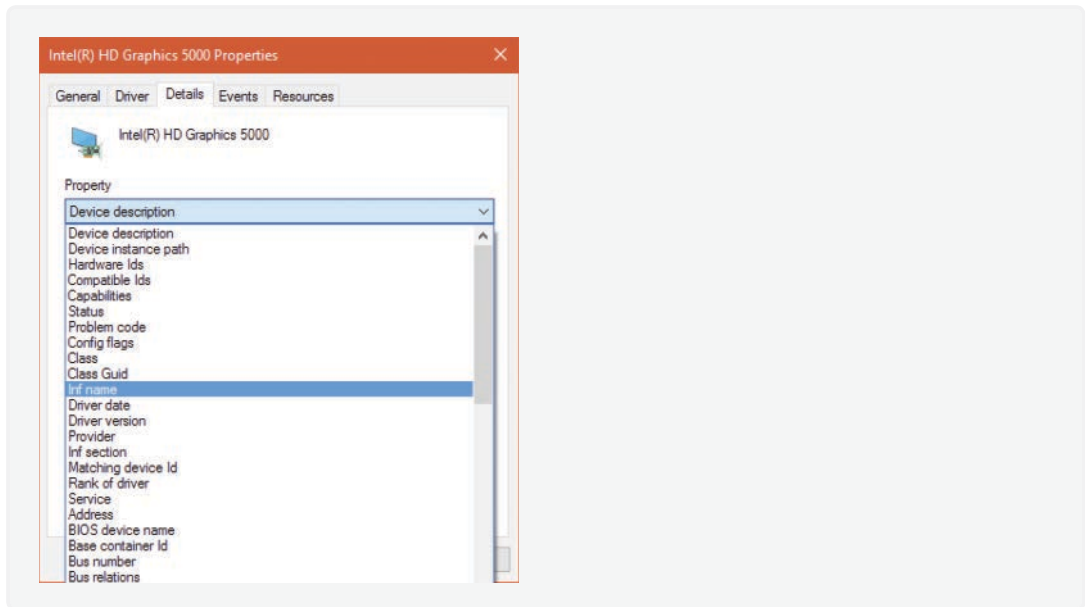 Intel(R) HD Graphics 5000 Properties
General Driver Details Events Resources
Intel(R) HD Graphics 5000
Property
Device description
Device description
Device instance path
Hardware Ids
Compatible Ids
Capabilities
Status
Problem code
Config flags
Class
Class Guid
Inf name
Driver date
Driver version
Provider
Inf section
Matching device Id
Rank of driver
Service
Address
BIOS device name
Base container Id
Bus number
Bus relations